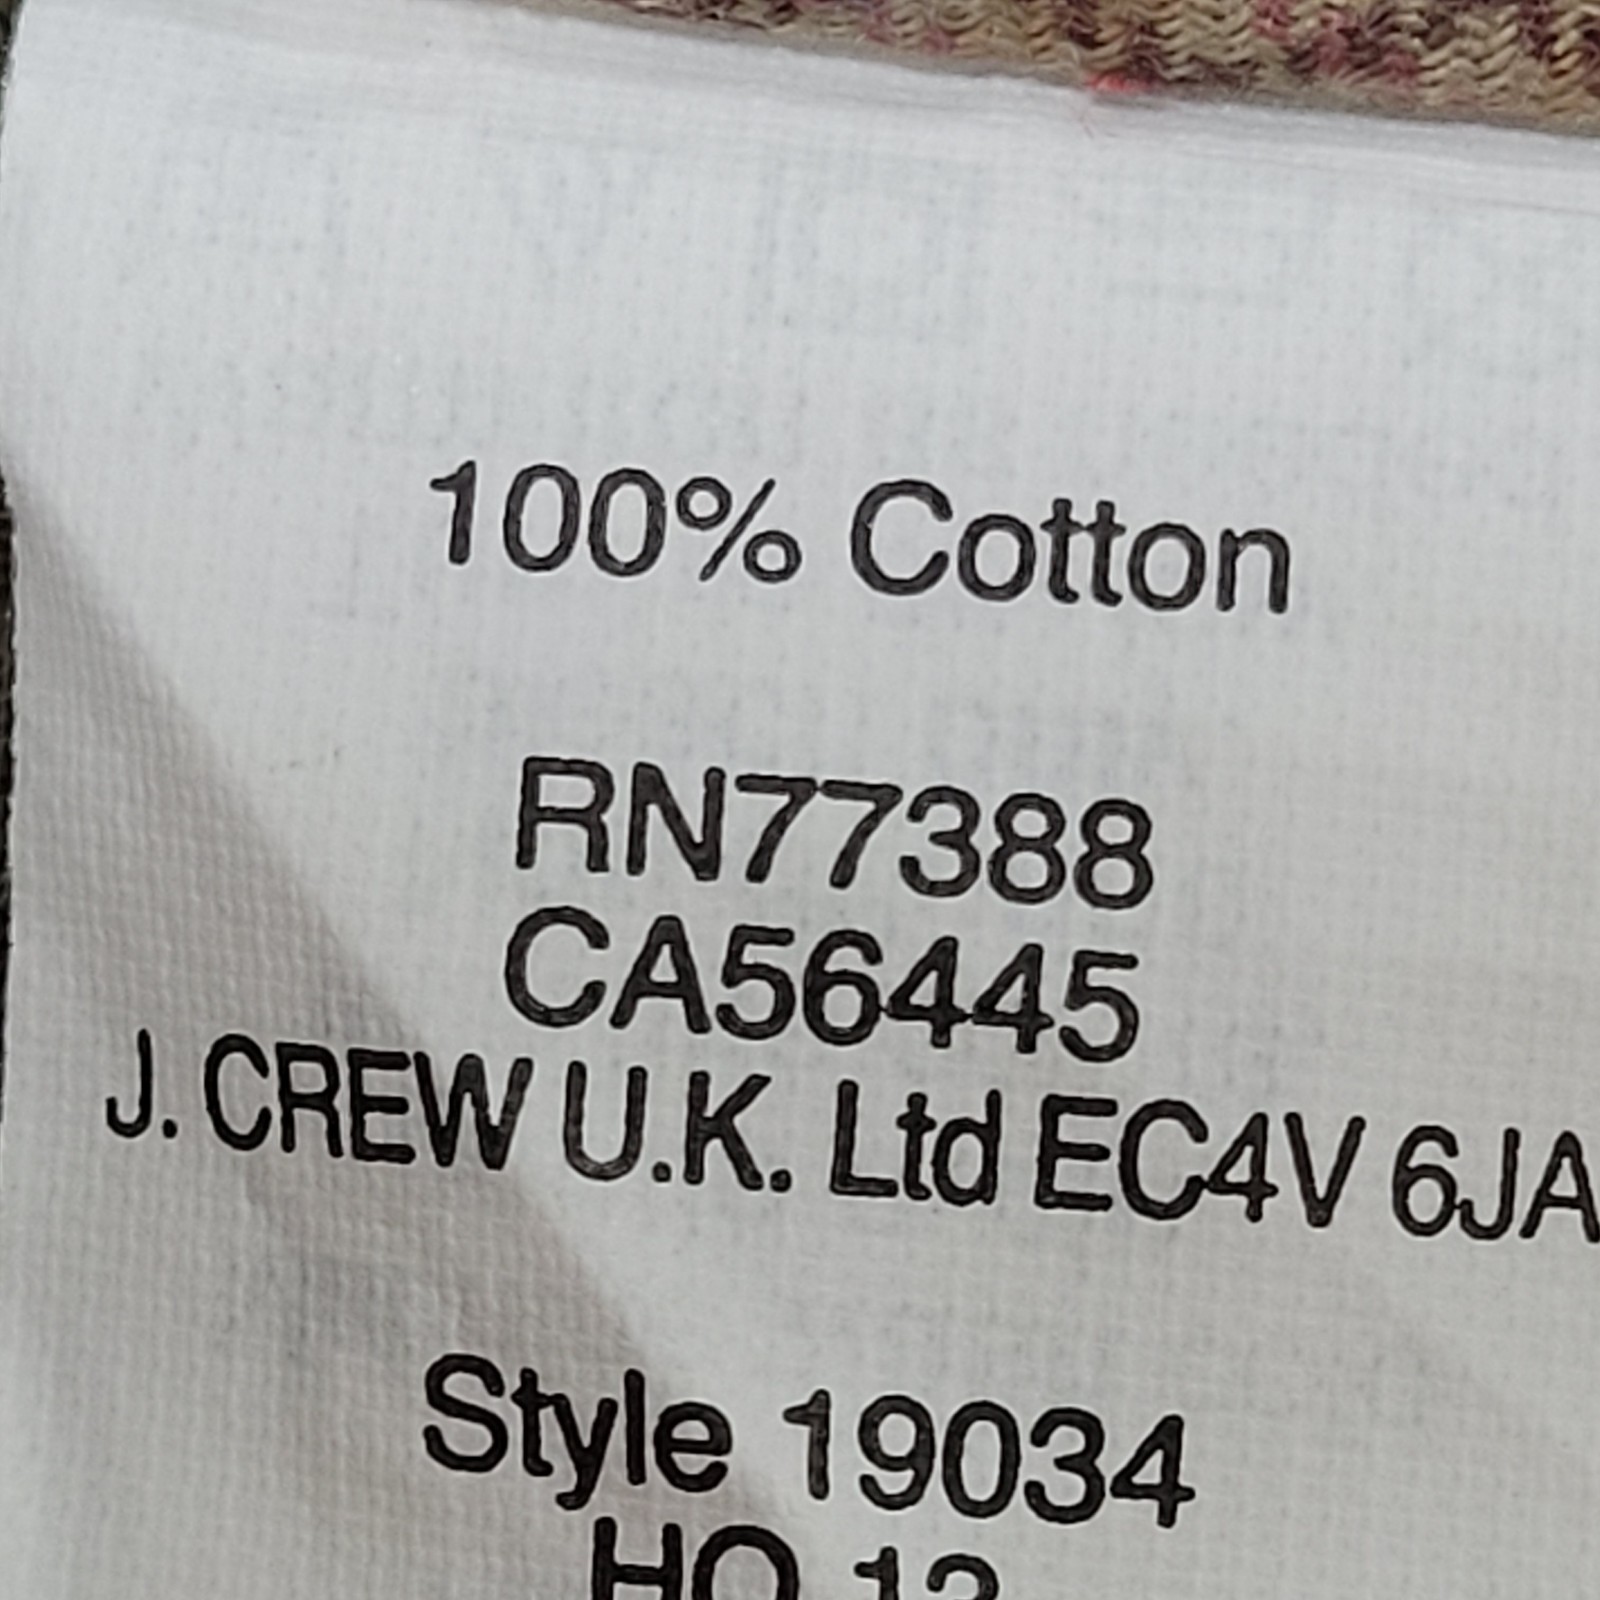 100% Cotton
RN77388
CA56445
J. CREW U.K. Ltd EC4V 6JA
Style 19034